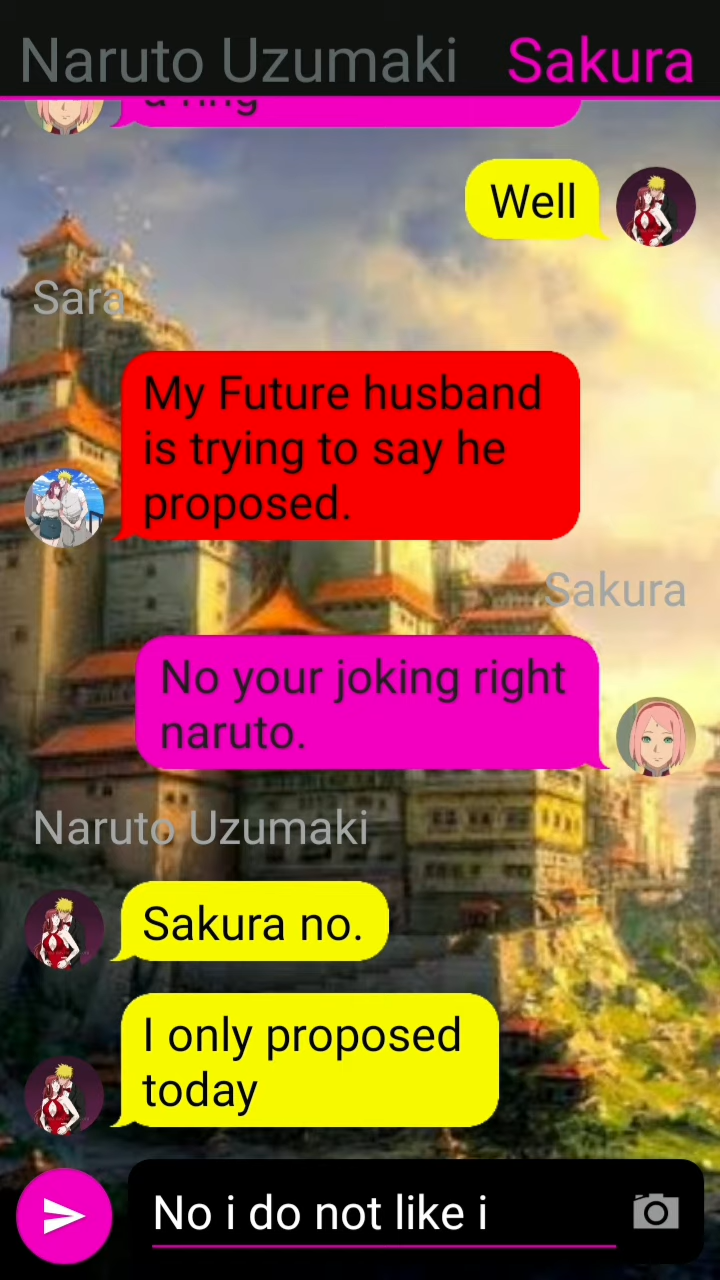 Naruto Uzumaki Sakura
a ring
Well
Sara
My Future husband
is trying to say he
proposed.
Sakura
No your joking right
naruto.
Naruto Uzumaki
Sakura no.
I only proposed
today
No i do not like i